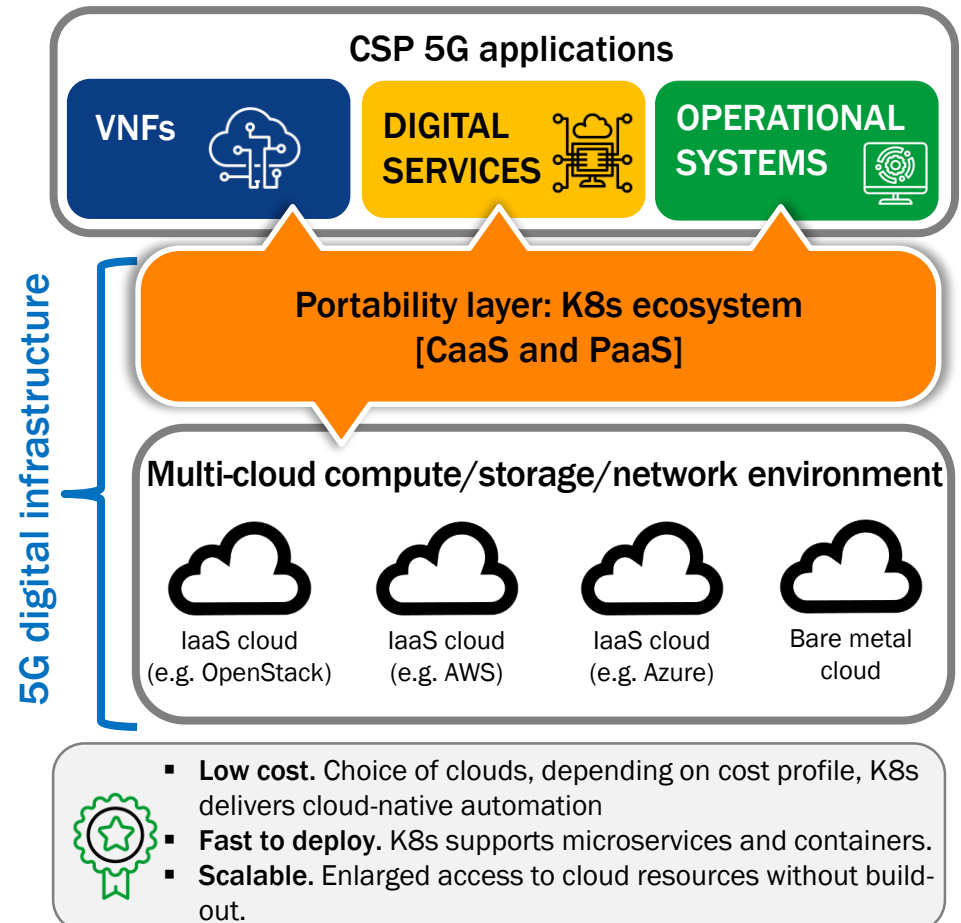 CSP 5G applications
VNFs
DIGITAL
SERVICES
OPERATIONAL
SYSTEMS
5G digital infrastructure
Portability layer: K8s ecosystem
[CaaS and PaaS]
Multi-cloud compute/storage/network environment
IaaS cloud
(e.g. OpenStack)
IaaS cloud
(e.g. AWS)
IaaS cloud
(e.g. Azure)
Bare metal
cloud
▪ Low cost. Choice of clouds, depending on cost profile, K8s
delivers cloud-native automation
▪ Fast to deploy. K8s supports microservices and containers.
▪ Scalable. Enlarged access to cloud resources without build-
out.